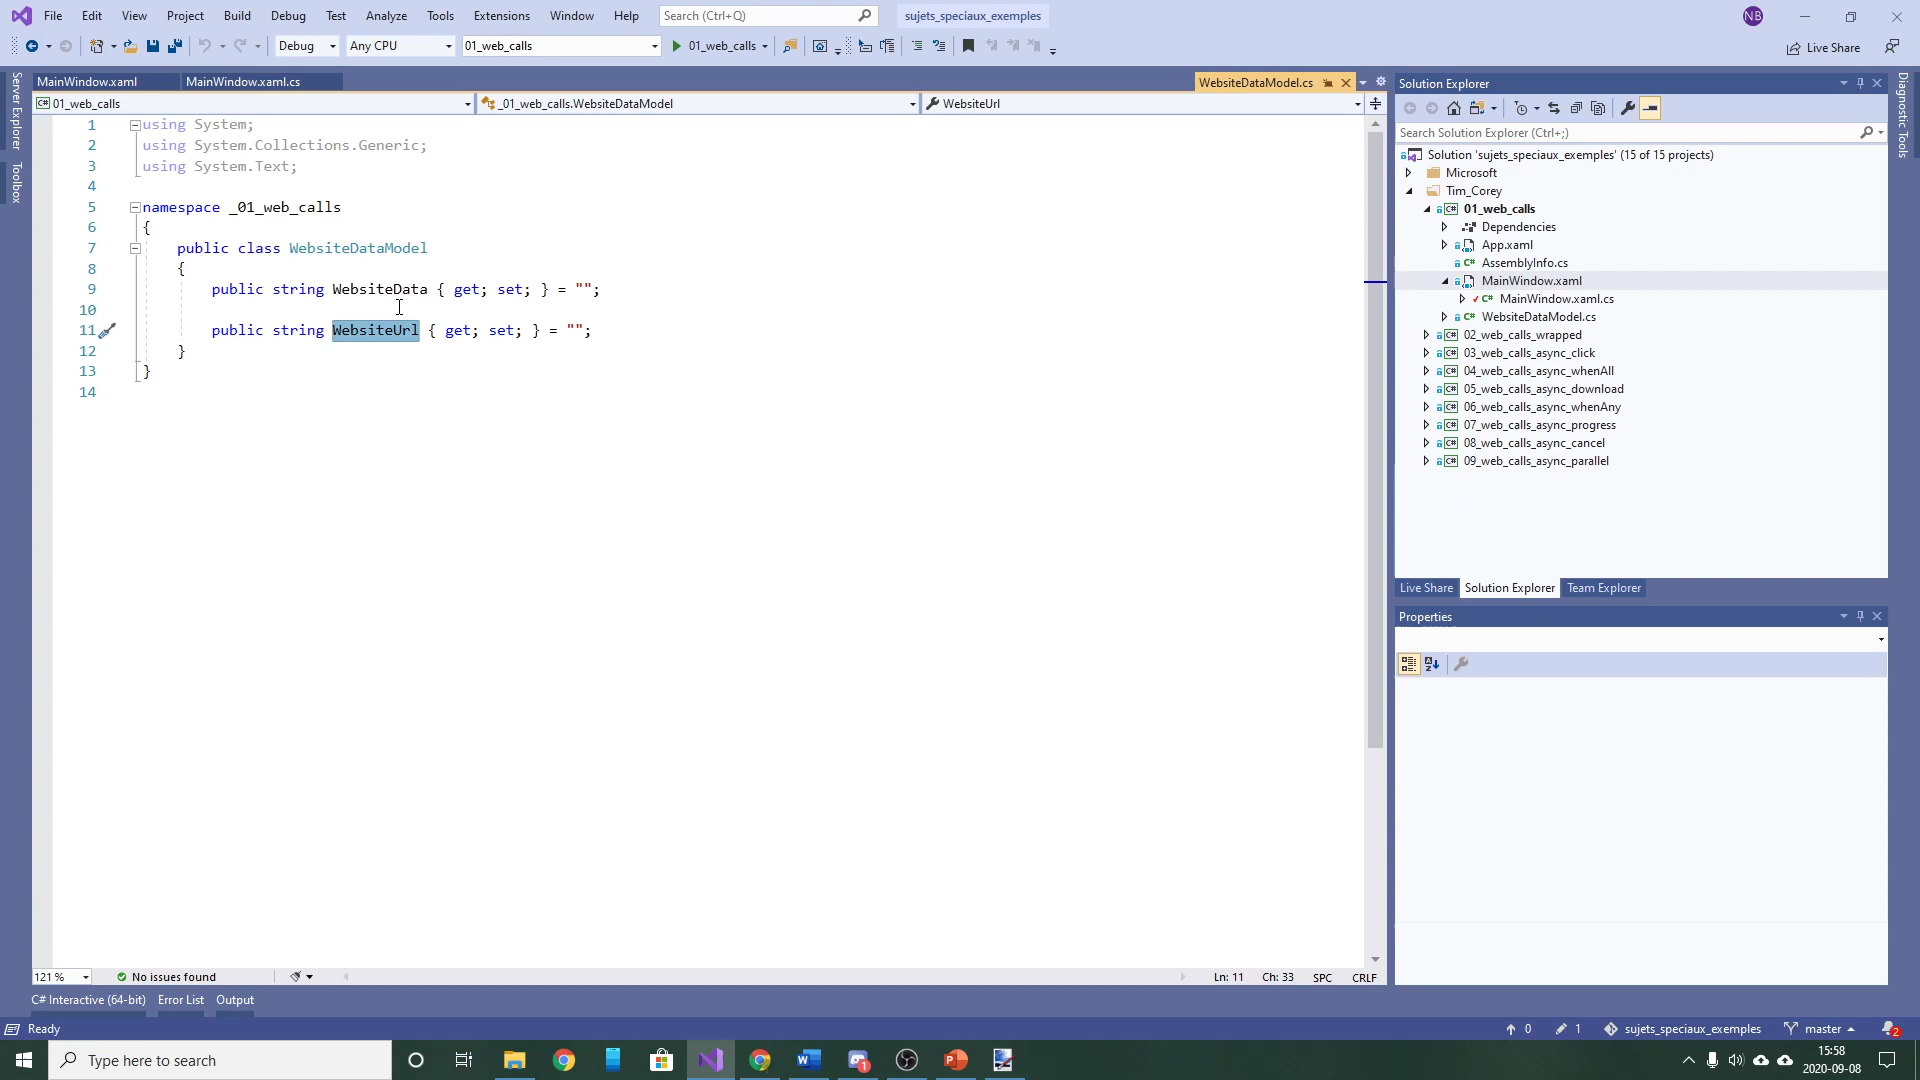 File Edit View Project Build Debug Test Analyze Tools Extensions Window Help Search (Ctrl+Q) sujets_speciaux_exemples NB
Debug Any CPU 01_web_calls 01_web_calls Live Share
MainWindow.xaml MainWindow.xaml.cs WebsiteDataModel.cs
C# 01_web_calls _01_web_calls.WebsiteDataModel WebsiteUrl
Server Explorer
Toolbox
1 using System;
2 using System.Collections.Generic;
3 using System.Text;
4
5 namespace _01_web_calls
6 {
7 public class WebsiteDataModel
8 {
9 public string WebsiteData { get; set; } = "";
10
11 public string WebsiteUrl { get; set; } = "";
12 }
13 }
14
121 % No issues found Ln: 11 Ch: 33 SPC CRLF
C# Interactive (64-bit) Error List Output
Solution Explorer
Search Solution Explorer (Ctrl+;)
Solution 'sujets_speciaux_exemples' (15 of 15 projects)
Microsoft
Tim_Corey
C# 01_web_calls
Dependencies
App.xaml
C# AssemblyInfo.cs
MainWindow.xaml
C# MainWindow.xaml.cs
C# WebsiteDataModel.cs
C# 02_web_calls_wrapped
C# 03_web_calls_async_click
C# 04_web_calls_async_whenAll
C# 05_web_calls_async_download
C# 06_web_calls_async_whenAny
C# 07_web_calls_async_progress
C# 08_web_calls_async_cancel
C# 09_web_calls_async_parallel
Live Share Solution Explorer Team Explorer
Properties
Diagnostic Tools
Ready 0 1 sujets_speciaux_exemples master 2
Type here to search 1 15:58
2020-09-08